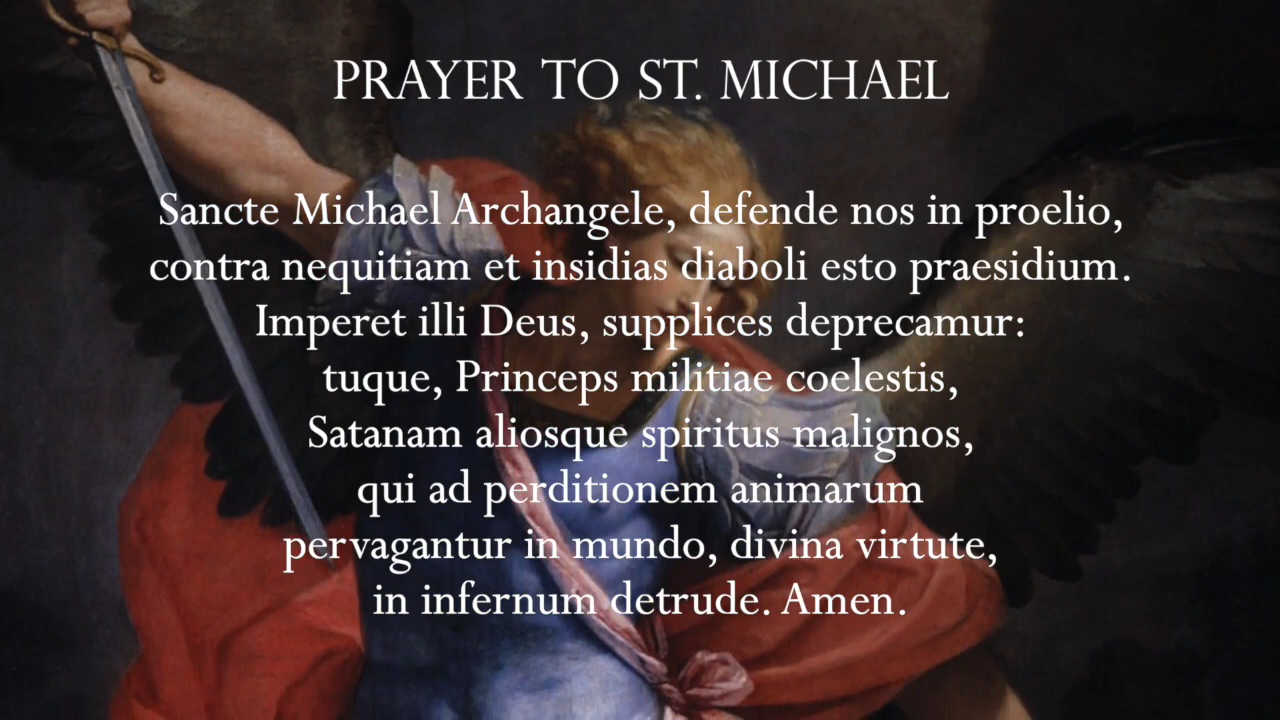 PRAYER TO ST. MICHAEL
Sancte Michael Archangele, defende nos in proelio,
contra nequitiam et insidias diaboli esto praesidium.
Imperet illi Deus, supplices deprecamur:
tuque, Princeps militiae coelestis,
Satanam aliosque spiritus malignos,
qui ad perditionem animarum
pervagantur in mundo, divina virtute,
in infernum detrude. Amen.